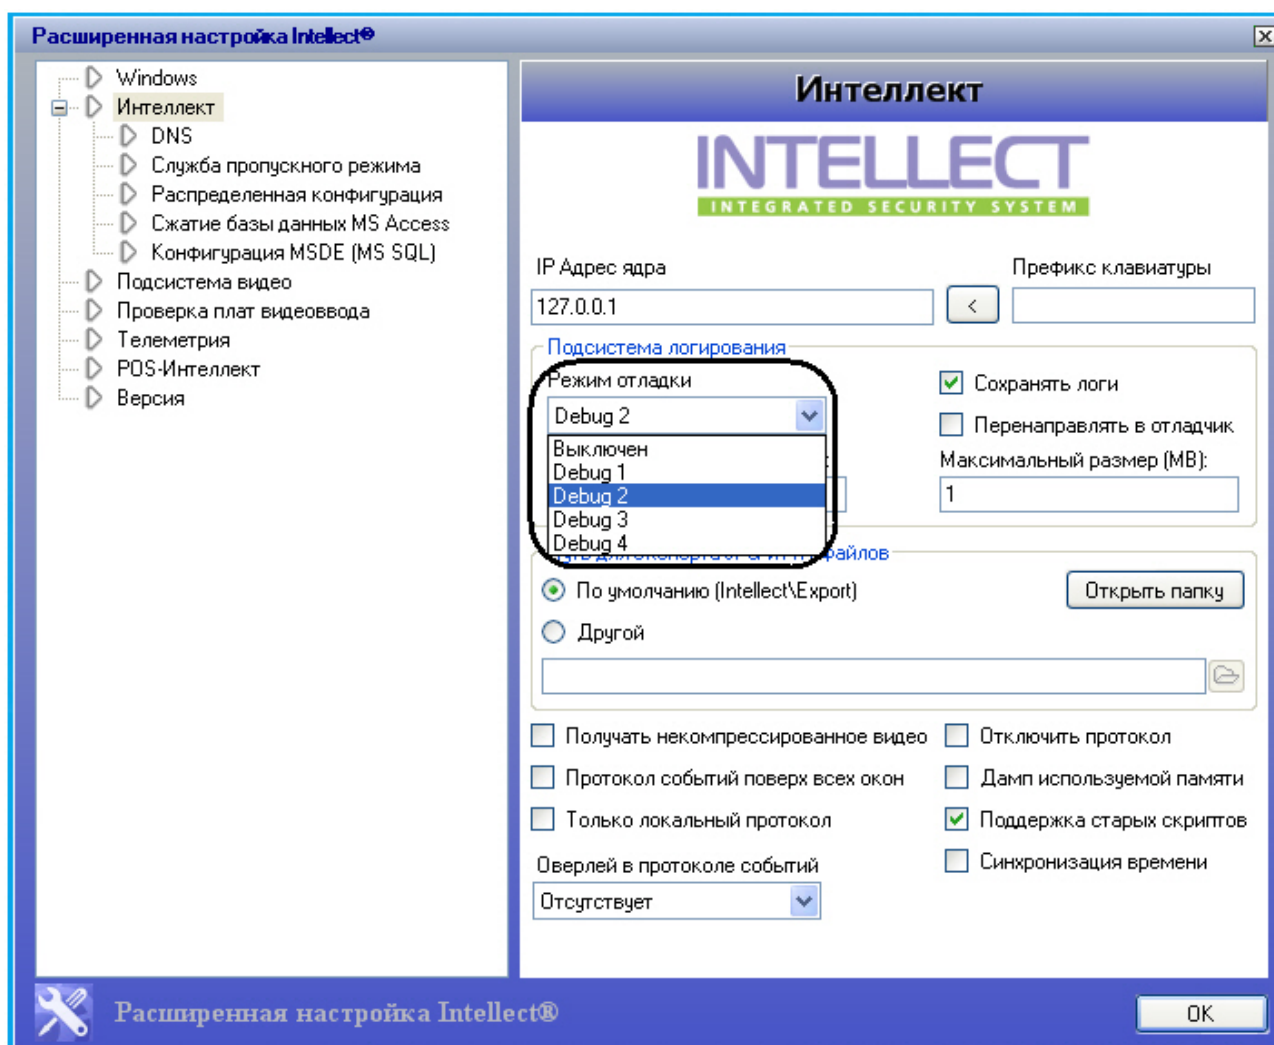 Расширенная настройка Intellect®
Windows
Интеллект
DNS
Служба пропускного режима
Распределенная конфигурация
Сжатие базы данных MS Access
Конфигурация MSDE (MS SQL)
Подсистема видео
Проверка плат видеоввода
Телеметрия
POS-Интеллект
Версия
Интеллект
INTELLECT
INTEGRATED SECURITY SYSTEM
IP Адрес ядра
Префикс клавиатуры
127.0.0.1
<
Подсистема логирования
Режим отладки
Сохранять логи
Debug 2
Перенаправлять в отладчик
Выключен
Debug 1
Debug 2
Debug 3
Debug 4
Максимальный размер (MB):
1
файлов
По умолчанию (Intellect\Export)
Открыть папку
Другой
Получать некомпрессированное видео
Отключить протокол
Протокол событий поверх всех окон
Дамп используемой памяти
Только локальный протокол
Поддержка старых скриптов
Оверлей в протоколе событий
Синхронизация времени
Отсутствует
Расширенная настройка Intellect®
OK